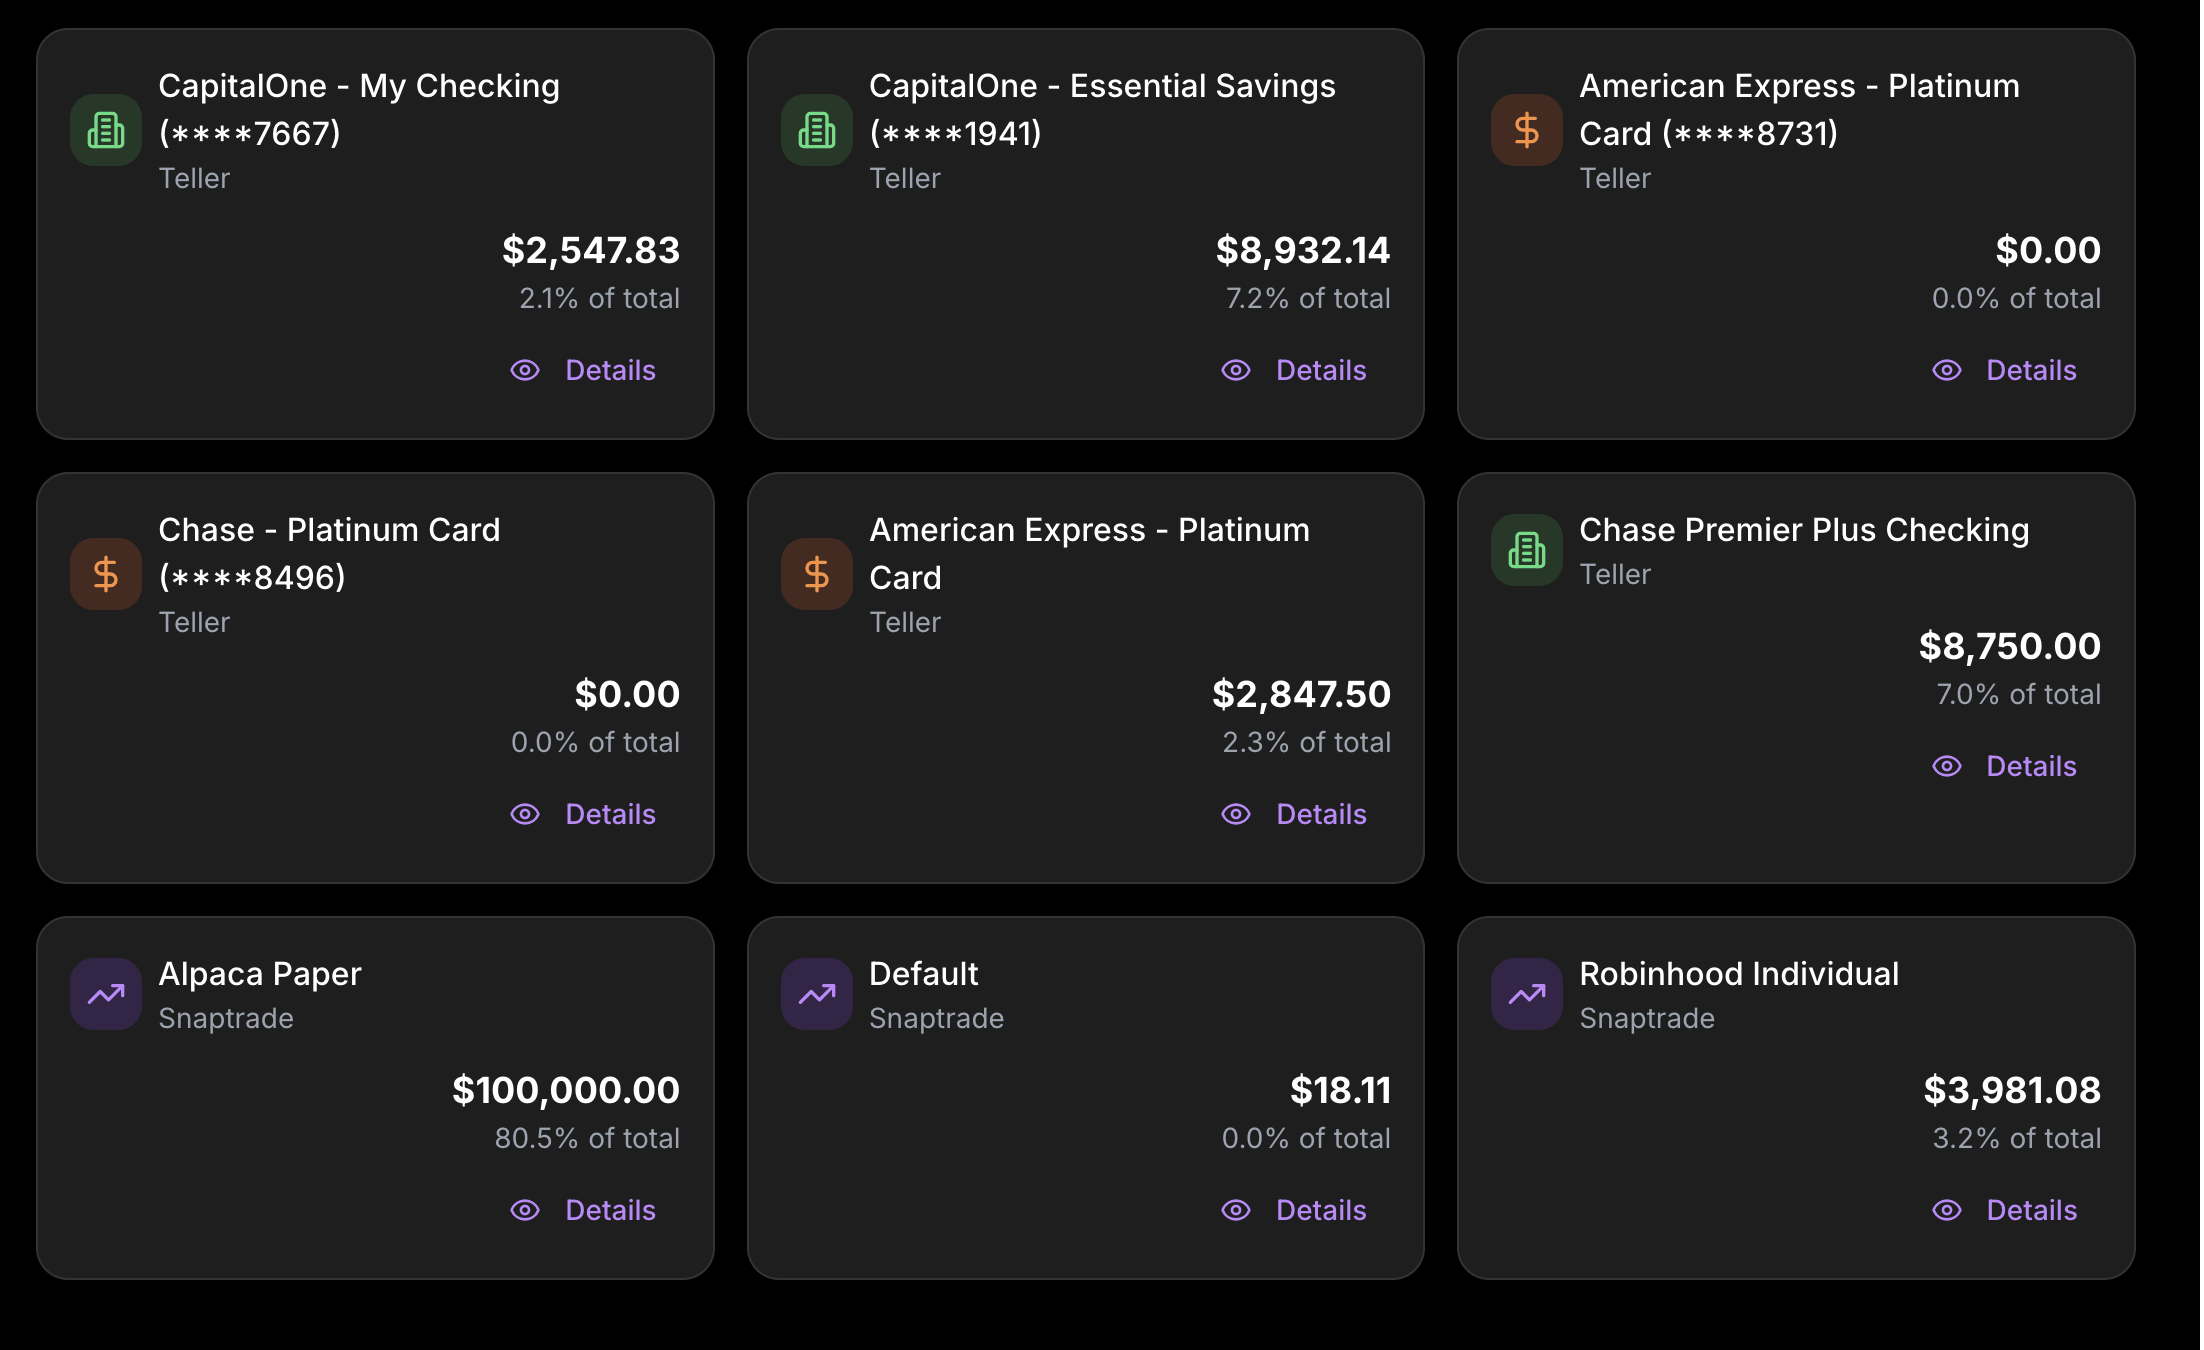 CapitalOne - My Checking
(****7667)
Teller
$2,547.83
2.1% of total
Details
CapitalOne - Essential Savings
(****1941)
Teller
$8,932.14
7.2% of total
Details
American Express - Platinum
Card (****8731)
Teller
$0.00
0.0% of total
Details
Chase - Platinum Card
(****8496)
Teller
$0.00
0.0% of total
Details
American Express - Platinum
Card
Teller
$2,847.50
2.3% of total
Details
Chase Premier Plus Checking
Teller
$8,750.00
7.0% of total
Details
Alpaca Paper
Snaptrade
$100,000.00
80.5% of total
Details
Default
Snaptrade
$18.11
0.0% of total
Details
Robinhood Individual
Snaptrade
$3,981.08
3.2% of total
Details